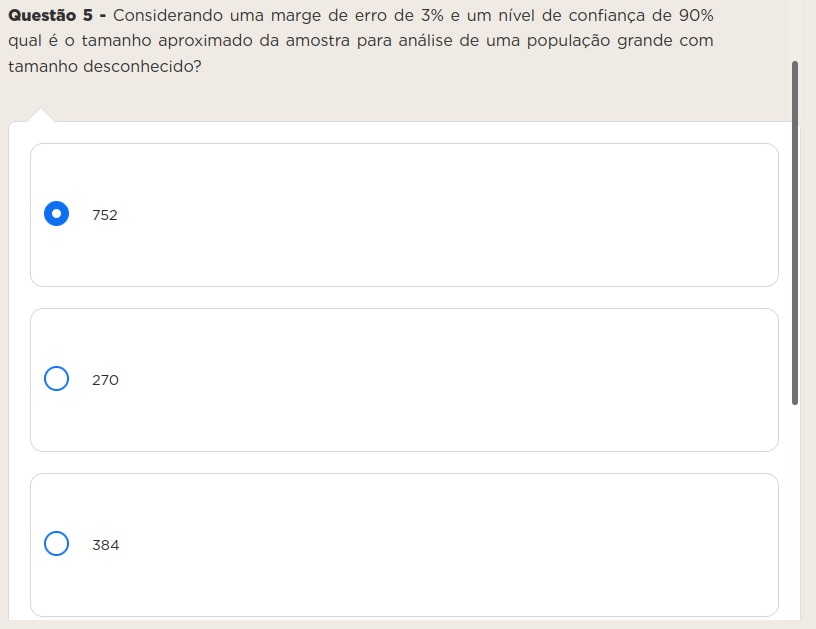 Questão 5 - Considerando uma marge de erro de 3% e um nível de confiança de 90%
qual é o tamanho aproximado da amostra para análise de uma população grande com
tamanho desconhecido?
752
270
384